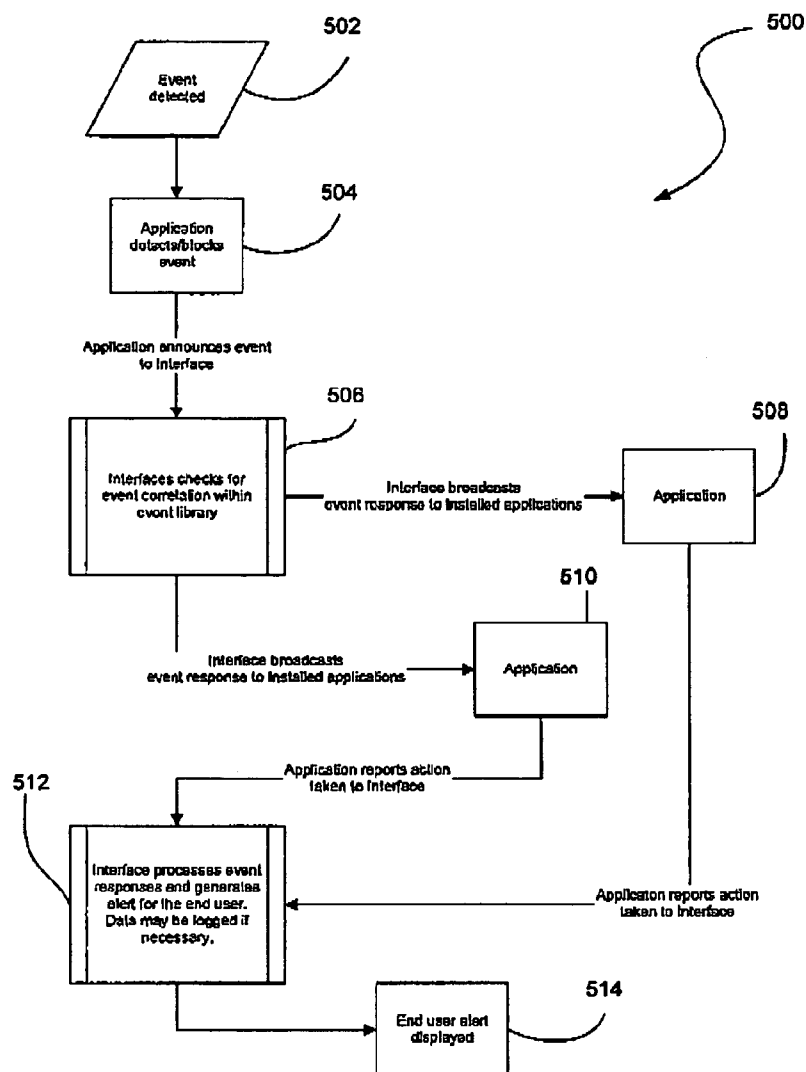 502
500
Event
detected
504
Application
detects/blocks
event
Application announces event
to interface
506
508
Interfaces checks for
event correlation within
event library
Interface broadcasts
event response to installed applications
Application
510
Interface broadcasts
event response to installed applications
Application
Application reports action
taken to interface
512
Interface processes event
responses and generates
alert for the end user.
Data may be logged if
necessary.
Applicaton reports action
taken to interface
514
End user alert
displayed